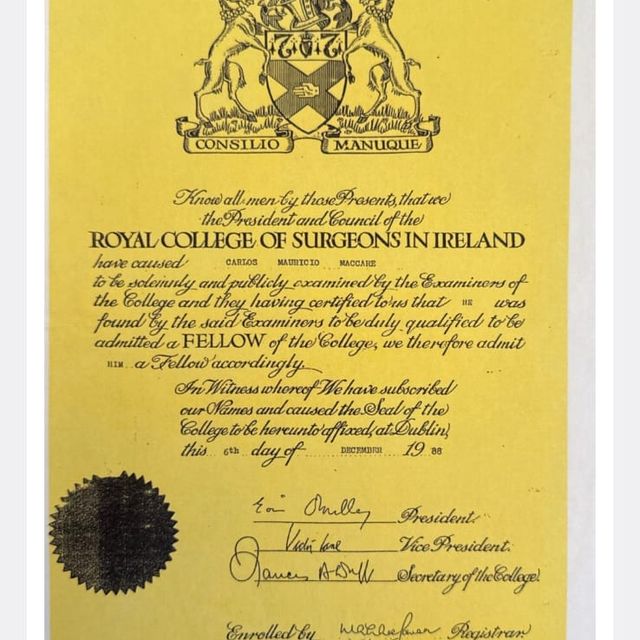 CONSILIO MANUQUE
Know all men by those Presents, that we
the President and Council of the
ROYAL COLLEGE OF SURGEONS IN IRELAND
have caused CARLOS MAURICIO MACCARE
to be solemnly and publicly examined by the Examiners of
the College and they having certified to us that HE was
found by the said Examiners to be duly qualified to be
admitted a FELLOW of the College, we therefore admit
HIM a Fellow accordingly.
In Witness whereof We have subscribed
our Names and caused the Seal of the
College to be hereunto affixed, at Dublin,
this 6th day of DECEMBER 1988
President.
Vice President.
Secretary of the College.
Enrolled by Registrar